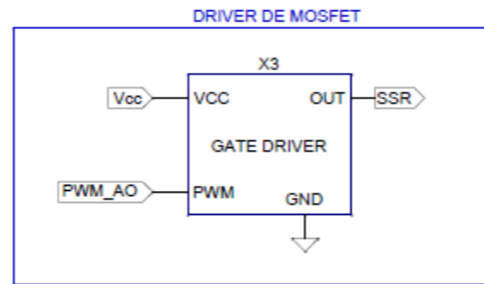 DRIVER DE MOSFET
X3
Vcc
VCC
OUT
SSR
GATE DRIVER
PWM_AO
PWM
GND